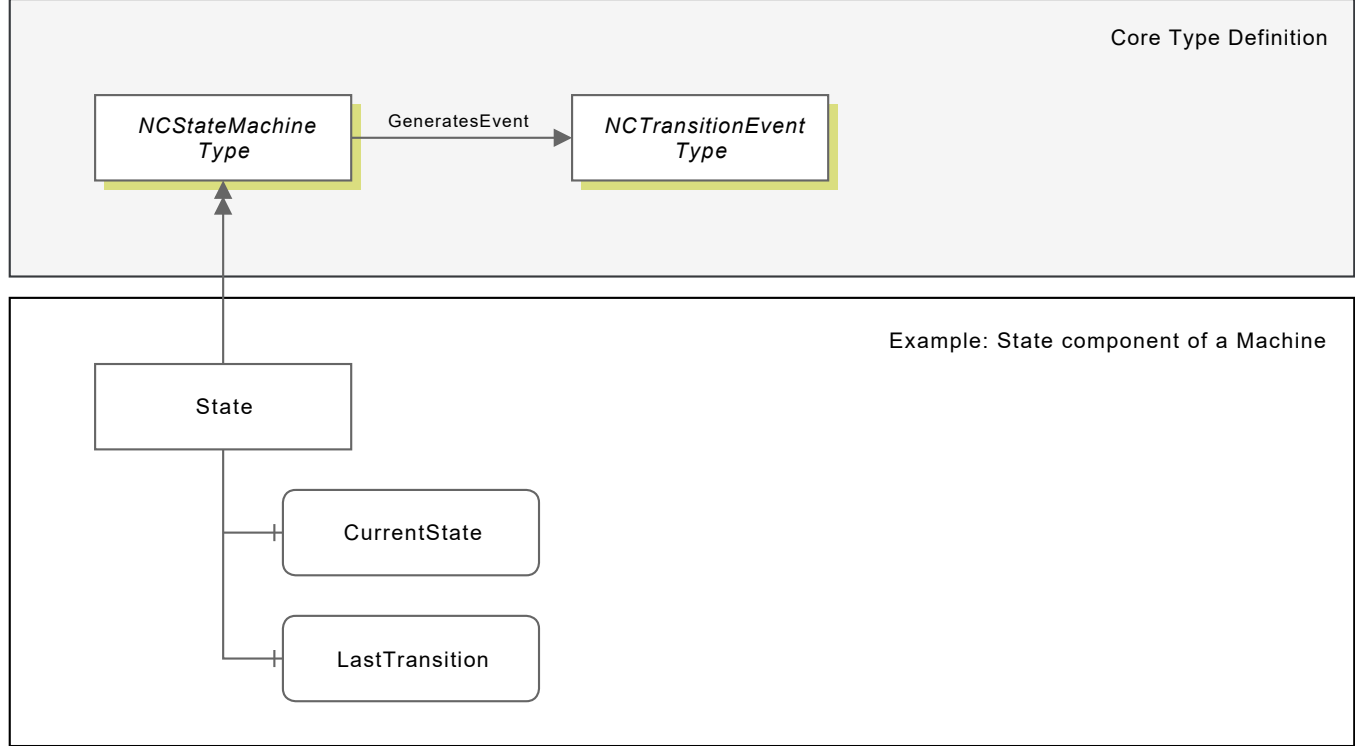 Core Type Definition
NCStateMachine
Type
GeneratesEvent
NCTransitionEvent
Type
Example: State component of a Machine
State
CurrentState
LastTransition